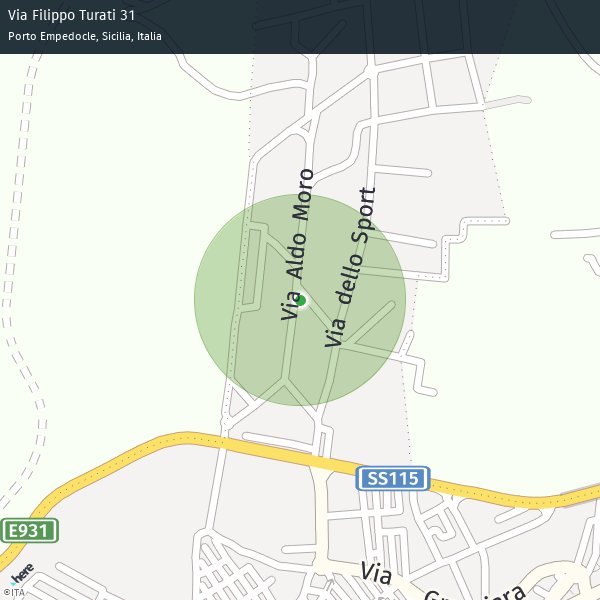 Via Filippo Turati 31
Porto Empedocle, Sicilia, Italia
Via Aldo Moro
Via dello Sport
SS115
E931
Via
here
©ITA